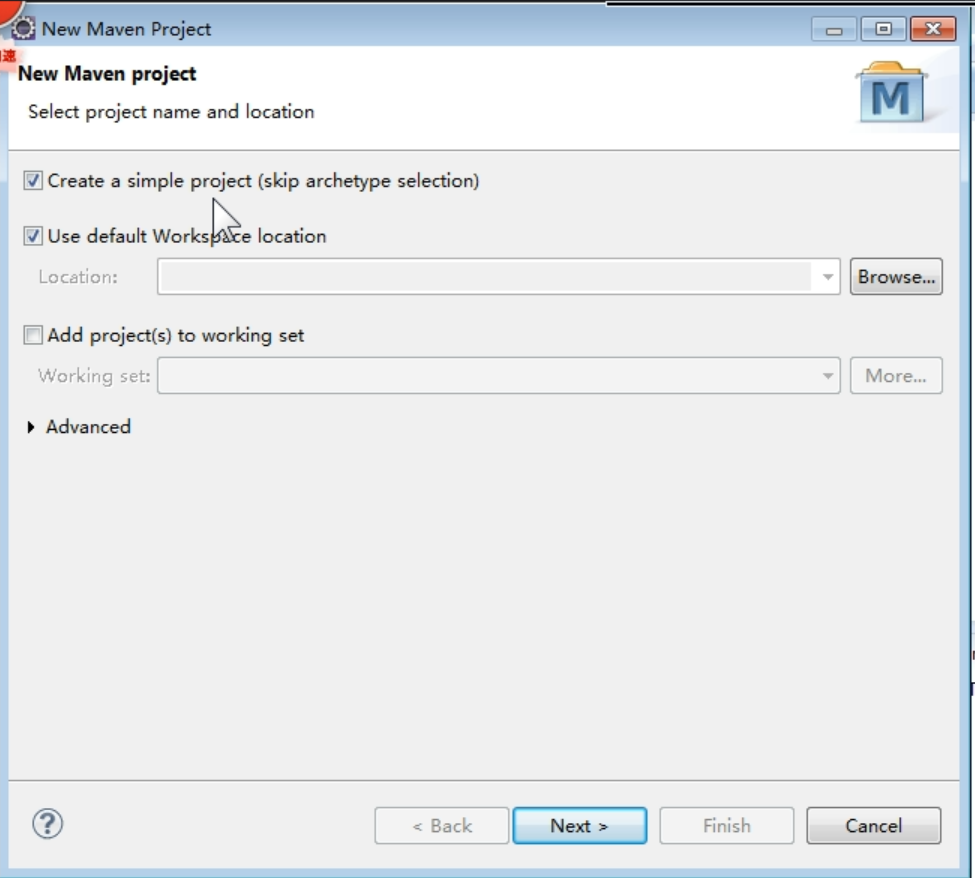 New Maven Project
速
New Maven project
Select project name and location
M
Create a simple project (skip archetype selection)
Use default Workspace location
Location:
Browse...
Add project(s) to working set
Working set:
More...
Advanced
?
< Back
Next >
Finish
Cancel